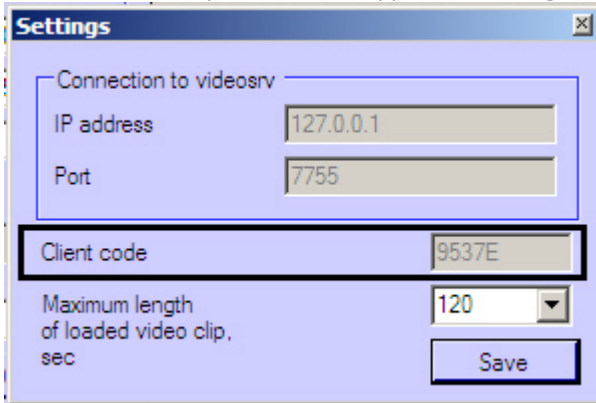 Settings
Connection to videosrv
IP address 127.0.0.1
Port 7755
Client code 9537E
Maximum length 120
of loaded video clip,
sec
Save